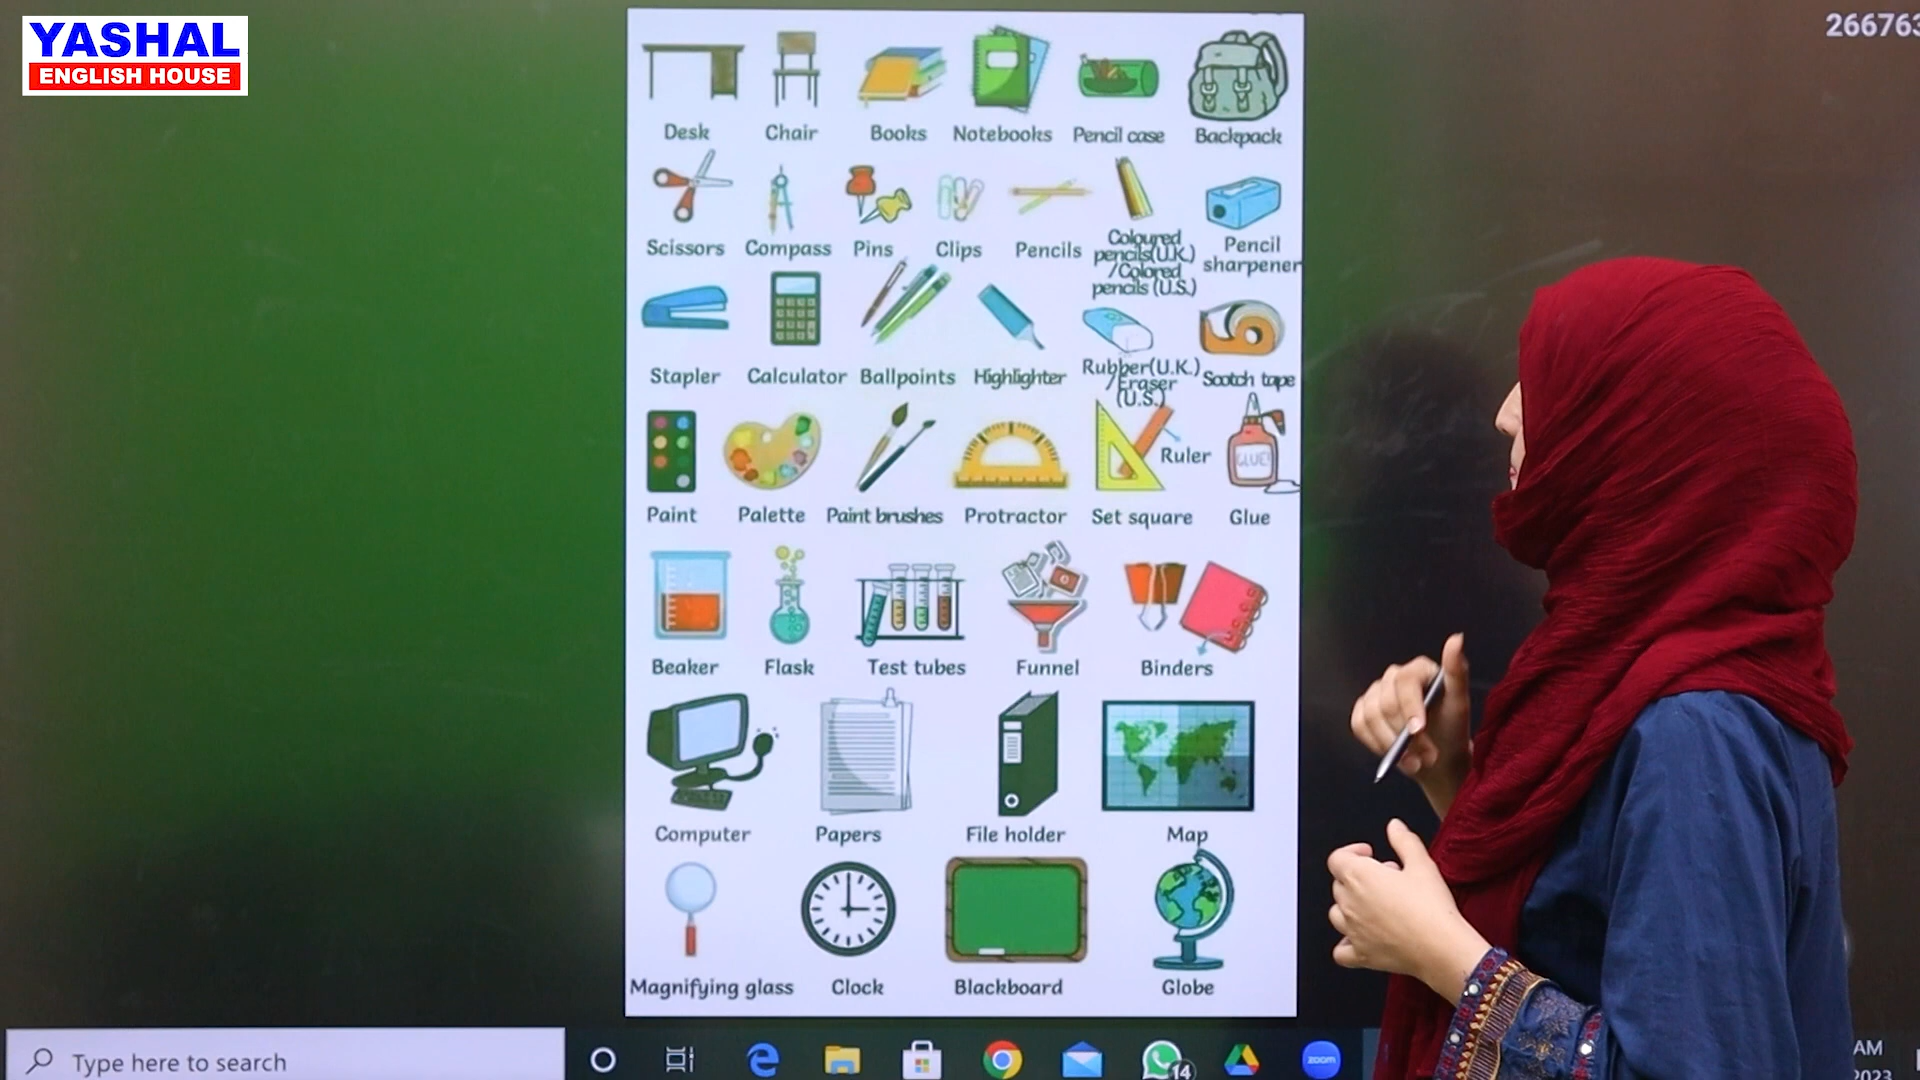 YASHAL
ENGLISH HOUSE
266763
Desk Chair Books Notebooks Pencil case Backpack
Scissors Compass Pins Clips Pencils Coloured pencils(U.K.) /Colored pencils (U.S.) Pencil sharpener
Stapler Calculator Ballpoints Highlighter Rubber(U.K.) /Eraser (U.S.) Scotch tape
Ruler
GLUE!
Paint Palette Paint brushes Protractor Set square Glue
Beaker Flask Test tubes Funnel Binders
Computer Papers File holder Map
Magnifying glass Clock Blackboard Globe
Type here to search
zoom
14
AM
2023